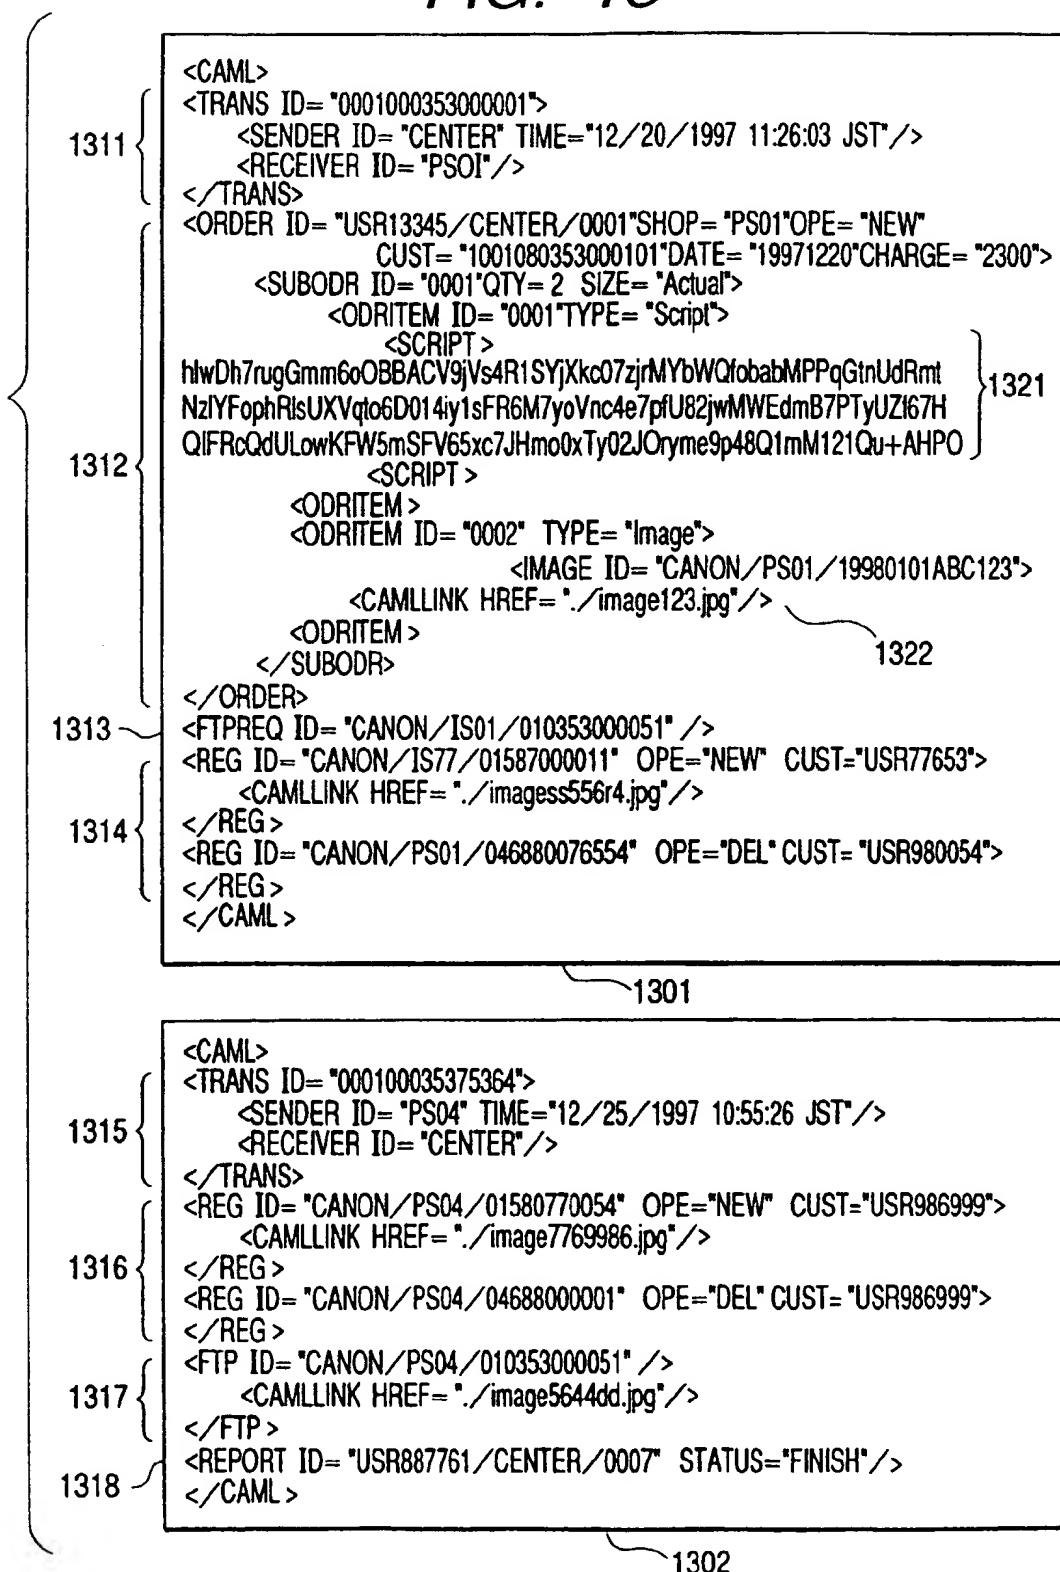 FIG. 13
<CAML>
1311
<TRANS ID= "0001000353000001">
<SENDER ID= "CENTER" TIME="12/20/1997 11:26:03 JST"/>
<RECEIVER ID= "PSOI"/>
</TRANS>
1312
<ORDER ID= "USR13345/CENTER/0001"SHOP= "PS01"OPE= "NEW"
CUST= "1001080353000101"DATE= "19971220"CHARGE= "2300">
<SUBODR ID= "0001"QTY= 2 SIZE= "Actual">
<ODRITEM ID= "0001"TYPE= "Script">
<SCRIPT>
hIwDh7rugGmm6oOBBACV9jVs4R1SYjXkc07zjrMYbWQfobabMPPqGtnUdRmt
NzlYFophRlsUXVqto6D014iy1sFR6M7yoVnc4e7pfU82jwMWEdmB7PTyUZl67H
QlFRcQdULowKFW5mSFV65xc7JHmo0xTy02JOryme9p48Q1mM121Qu+AHPO
1321
<SCRIPT>
<ODRITEM>
<ODRITEM ID= "0002" TYPE= "Image">
<IMAGE ID= "CANON/PS01/19980101ABC123">
<CAMLLINK HREF= "./image123.jpg"/>
1322
<ODRITEM>
</SUBODR>
</ORDER>
1313
<FTPREQ ID= "CANON/IS01/010353000051" />
1314
<REG ID= "CANON/IS77/01587000011" OPE="NEW" CUST="USR77653">
<CAMLLINK HREF= "./imagess556r4.jpg"/>
</REG>
<REG ID= "CANON/PS01/046880076554" OPE="DEL" CUST= "USR980054">
</REG>
</CAML>
1301
<CAML>
1315
<TRANS ID= "000100035375364">
<SENDER ID= "PS04" TIME="12/25/1997 10:55:26 JST"/>
<RECEIVER ID= "CENTER"/>
</TRANS>
1316
<REG ID= "CANON/PS04/01580770054" OPE="NEW" CUST="USR986999">
<CAMLLINK HREF= "./image7769986.jpg"/>
</REG>
<REG ID= "CANON/PS04/04688000001" OPE="DEL" CUST= "USR986999">
</REG>
1317
<FTP ID= "CANON/PS04/010353000051" />
<CAMLLINK HREF= "./image5644dd.jpg"/>
</FTP>
1318
<REPORT ID= "USR887761/CENTER/0007" STATUS="FINISH"/>
</CAML>
1302